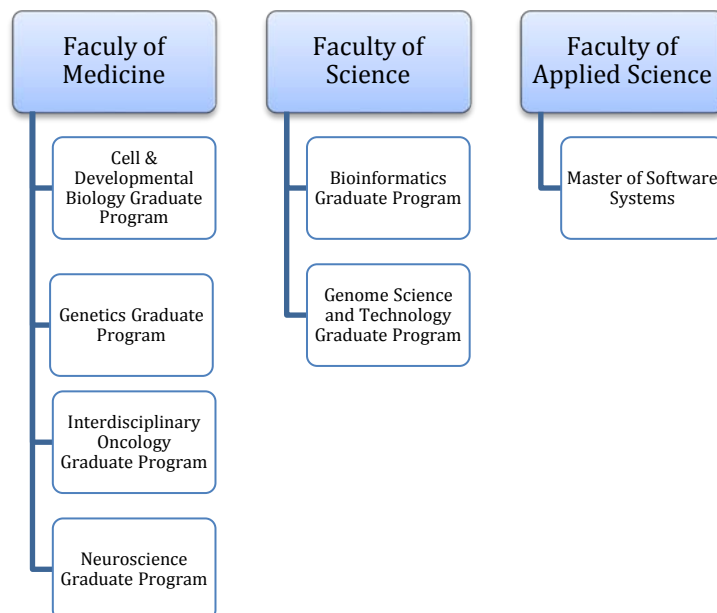 Faculy of
Medicine
Cell &
Developmental
Biology Graduate
Program
Genetics Graduate
Program
Interdisciplinary
Oncology
Graduate Program
Neuroscience
Graduate Program
Faculty of
Science
Bioinformatics
Graduate Program
Genome Science
and Technology
Graduate Program
Faculty of
Applied Science
Master of Software
Systems